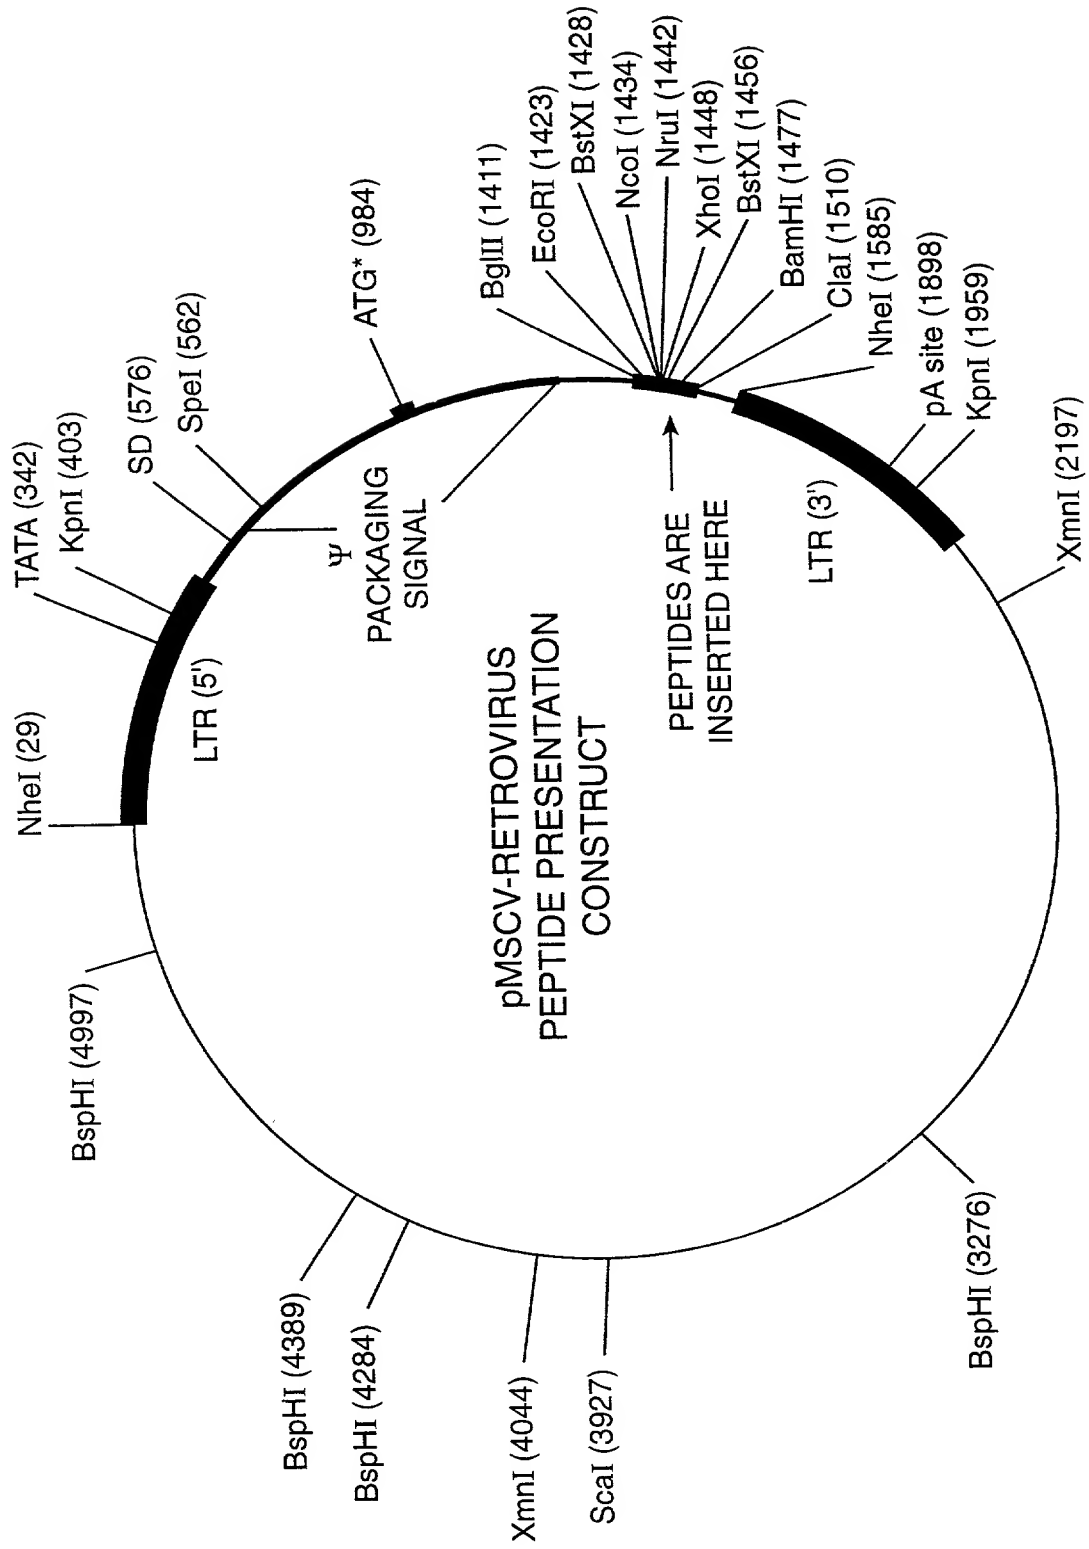 NheI (29)
TATA (342)
KpnI (403)
SD (576)
SpeI (562)
ATG* (984)
BglII (1411)
EcoRI (1423)
BstXI (1428)
NcoI (1434)
NruI (1442)
XhoI (1448)
BstXI (1456)
BamHI (1477)
ClaI (1510)
NheI (1585)
pA site (1898)
KpnI (1959)
XmnI (2197)
BspHI (3276)
ScaI (3927)
XmnI (4044)
BspHI (4284)
BspHI (4389)
BspHI (4997)
LTR (5')
Ψ
PACKAGING
SIGNAL
PEPTIDES ARE
INSERTED HERE
LTR (3')
pMSCV-RETROVIRUS
PEPTIDE PRESENTATION
CONSTRUCT